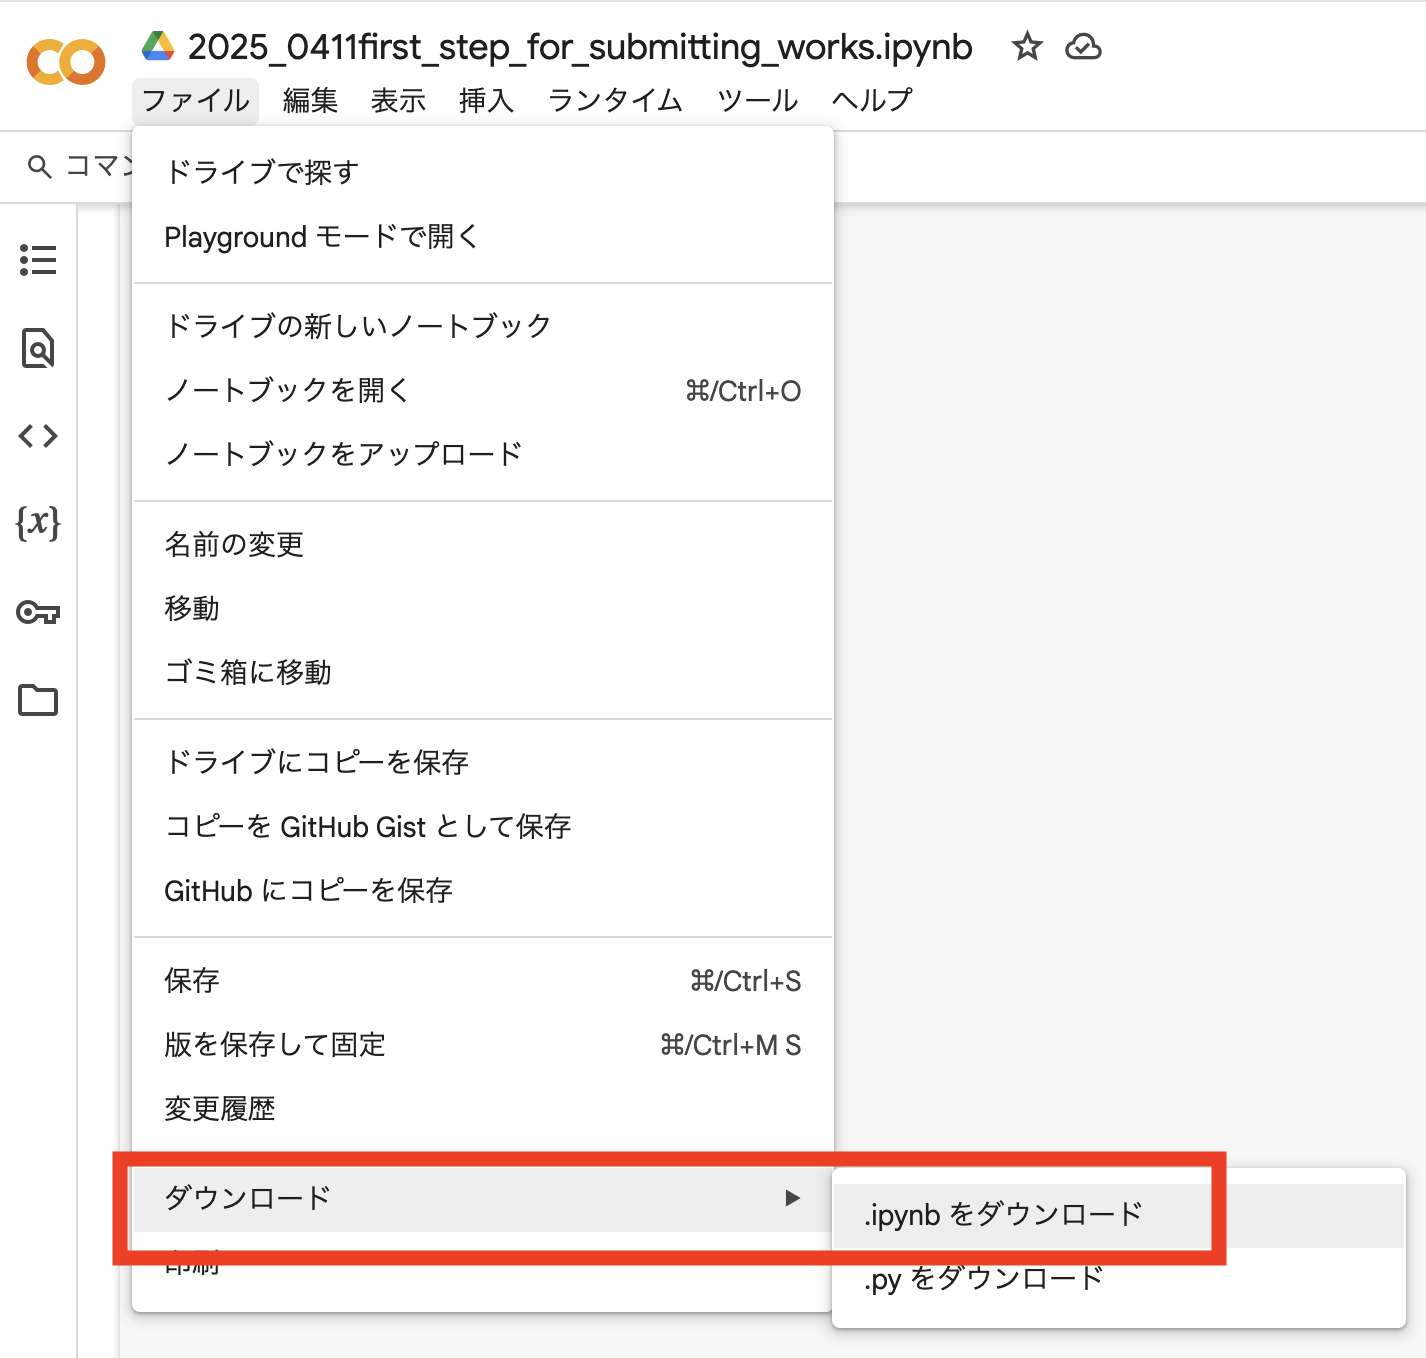 2025_0411first_step_for_submitting_works.ipynb
ファイル 編集 表示 挿入 ランタイム ツール ヘルプ
コマン
ドライブで探す
Playground モードで開く
ドライブの新しいノートブック
ノートブックを開く ⌘/Ctrl+O
ノートブックをアップロード
名前の変更
移動
ゴミ箱に移動
ドライブにコピーを保存
コピーを GitHub Gist として保存
GitHub にコピーを保存
保存 ⌘/Ctrl+S
版を保存して固定 ⌘/Ctrl+M S
変更履歴
ダウンロード
.ipynb をダウンロード
印刷
.py をダウンロード